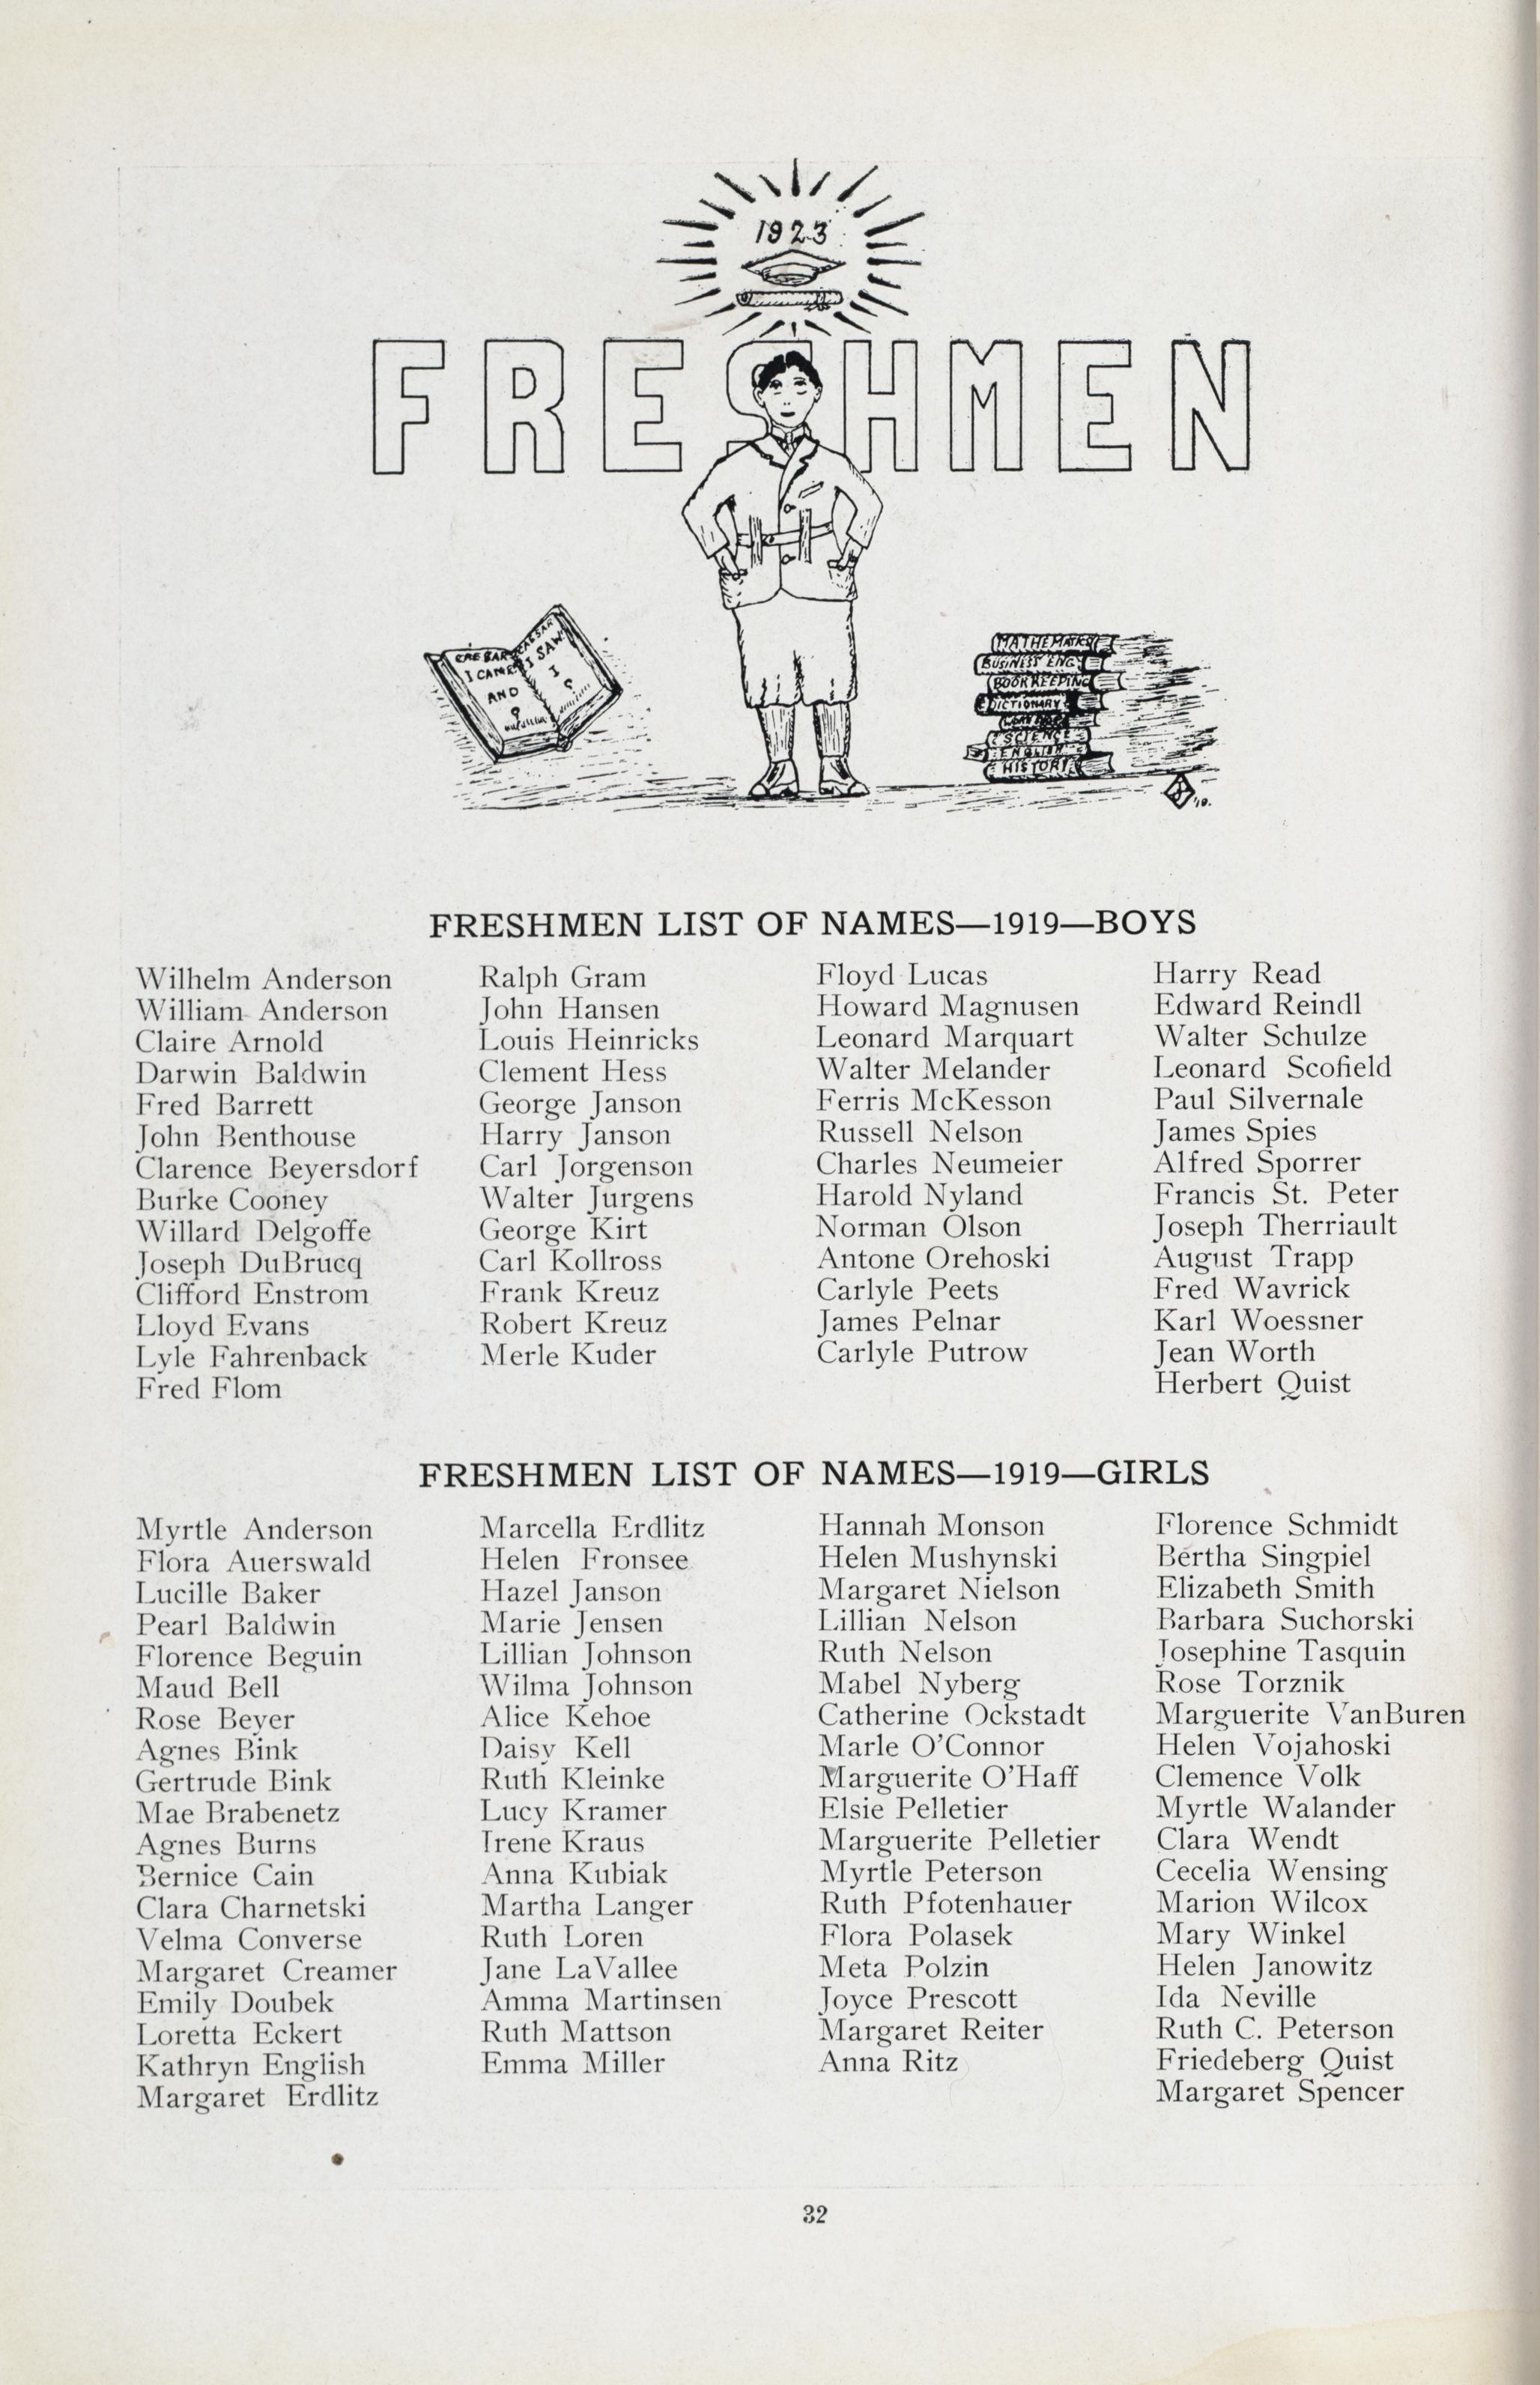 1923
FRESHMEN
CAESAR
I CAME
AND
?
CAESAR
I SAW
I
?
MATHEMATICS
BUSINESS ENG.
BOOKKEEPING
DICTIONARY
SCIENCE
ENGLISH
HISTORY
'19.
FRESHMEN LIST OF NAMES—1919—BOYS
Wilhelm Anderson
William Anderson
Claire Arnold
Darwin Baldwin
Fred Barrett
John Benthouse
Clarence Beyersdorf
Burke Cooney
Willard Delgoffe
Joseph DuBrucq
Clifford Enstrom
Lloyd Evans
Lyle Fahrenback
Fred Flom
Ralph Gram
John Hansen
Louis Heinricks
Clement Hess
George Janson
Harry Janson
Carl Jorgenson
Walter Jurgens
George Kirt
Carl Kollross
Frank Kreuz
Robert Kreuz
Merle Kuder
Floyd Lucas
Howard Magnusen
Leonard Marquart
Walter Melander
Ferris McKesson
Russell Nelson
Charles Neumeier
Harold Nyland
Norman Olson
Antone Orehoski
Carlyle Peets
James Pelnar
Carlyle Putrow
Harry Read
Edward Reindl
Walter Schulze
Leonard Scofield
Paul Silvernale
James Spies
Alfred Sporrer
Francis St. Peter
Joseph Therriault
August Trapp
Fred Wavrick
Karl Woessner
Jean Worth
Herbert Quist
FRESHMEN LIST OF NAMES—1919—GIRLS
Myrtle Anderson
Flora Auerswald
Lucille Baker
Pearl Baldwin
Florence Beguin
Maud Bell
Rose Beyer
Agnes Bink
Gertrude Bink
Mae Brabenetz
Agnes Burns
Bernice Cain
Clara Charnetski
Velma Converse
Margaret Creamer
Emily Doubek
Loretta Eckert
Kathryn English
Margaret Erdlitz
Marcella Erdlitz
Helen Fronsee
Hazel Janson
Marie Jensen
Lillian Johnson
Wilma Johnson
Alice Kehoe
Daisy Kell
Ruth Kleinke
Lucy Kramer
Irene Kraus
Anna Kubiak
Martha Langer
Ruth Loren
Jane LaVallee
Amma Martinsen
Ruth Mattson
Emma Miller
Hannah Monson
Helen Mushynski
Margaret Nielson
Lillian Nelson
Ruth Nelson
Mabel Nyberg
Catherine Ockstadt
Marle O'Connor
Marguerite O'Haff
Elsie Pelletier
Marguerite Pelletier
Myrtle Peterson
Ruth Pfotenhauer
Flora Polasek
Meta Polzin
Joyce Prescott
Margaret Reiter
Anna Ritz
Florence Schmidt
Bertha Singpiel
Elizabeth Smith
Barbara Suchorski
Josephine Tasquin
Rose Torznik
Marguerite VanBuren
Helen Vojahoski
Clemence Volk
Myrtle Walander
Clara Wendt
Cecelia Wensing
Marion Wilcox
Mary Winkel
Helen Janowitz
Ida Neville
Ruth C. Peterson
Friedeberg Quist
Margaret Spencer
32